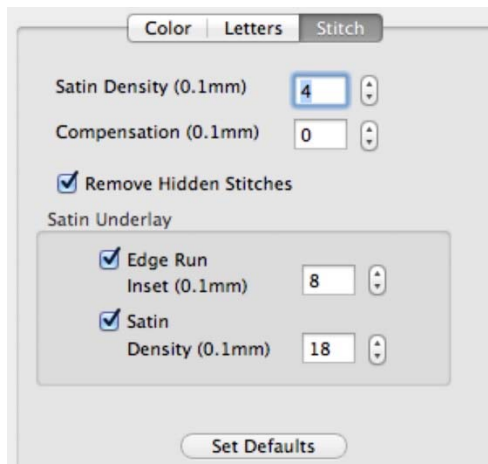 Color Letters Stitch
Satin Density (0.1mm) 4
Compensation (0.1mm) 0
Remove Hidden Stitches
Satin Underlay
Edge Run
Inset (0.1mm) 8
Satin
Density (0.1mm) 18
Set Defaults